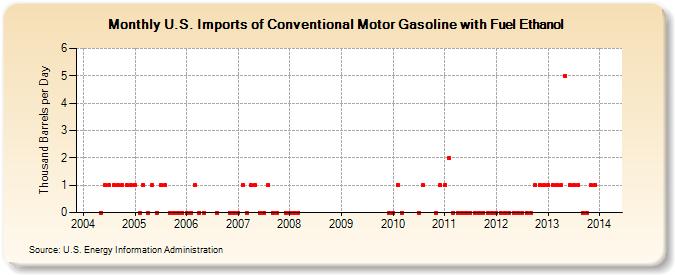 Monthly U.S. Imports of Conventional Motor Gasoline with Fuel Ethanol
Thousand Barrels per Day
6
5
4
3
2
1
0
2004 2005 2006 2007 2008 2009 2010 2011 2012 2013 2014
Source: U.S. Energy Information Administration